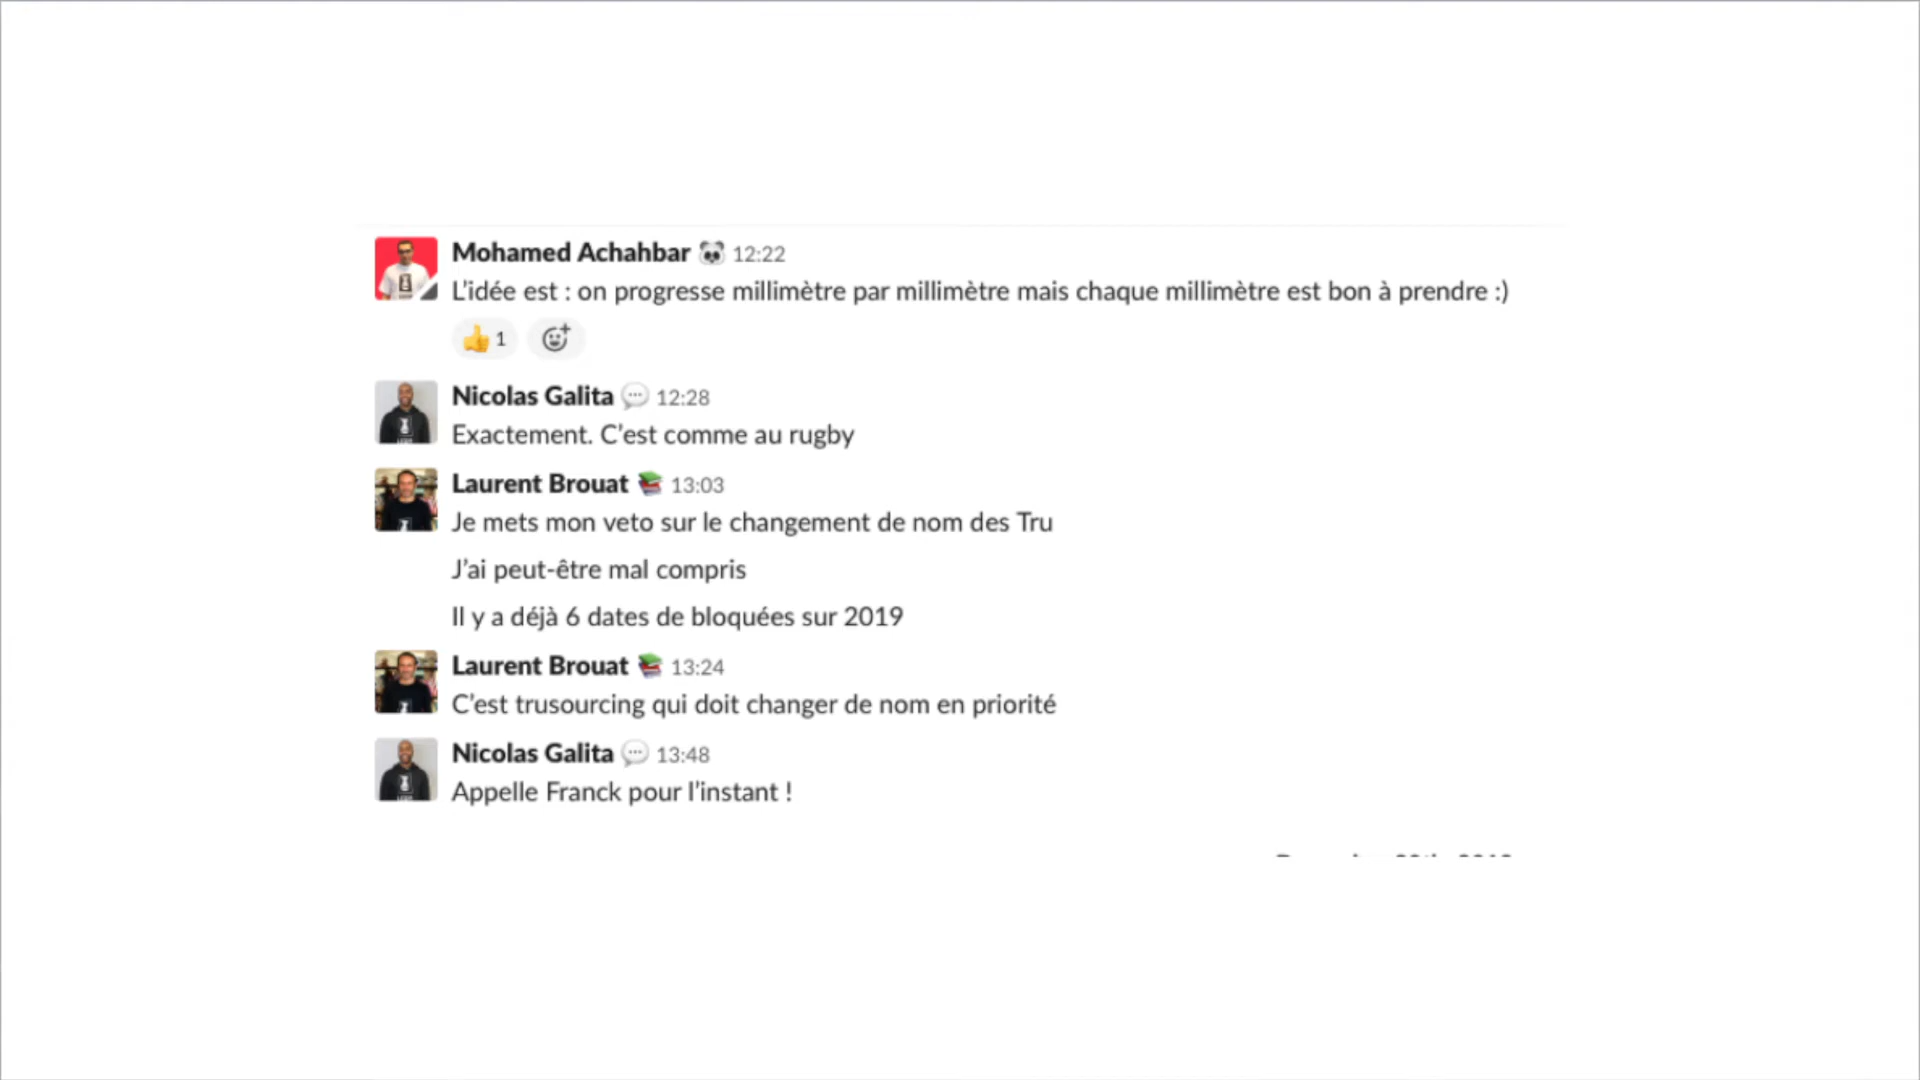 Mohamed Achahbar 12:22
L'idée est : on progresse millimètre par millimètre mais chaque millimètre est bon à prendre :)
1
Nicolas Galita 12:28
Exactement. C'est comme au rugby
Laurent Brouat 13:03
Je mets mon veto sur le changement de nom des Tru
J'ai peut-être mal compris
Il y a déjà 6 dates de bloquées sur 2019
Laurent Brouat 13:24
C'est trusourcing qui doit changer de nom en priorité
Nicolas Galita 13:48
Appelle Franck pour l'instant !